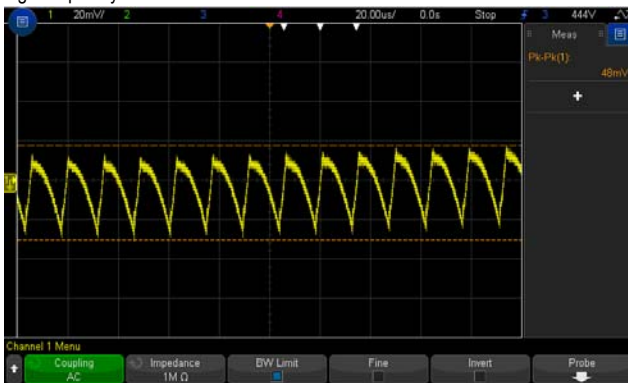 1 20mV/ 2 3 4 20.00us/ 0.0s Stop 3 444V
Meas
Pk-Pk(1):
48mV
+
Channel 1 Menu
Coupling
AC
Impedance
1M Ω
BW Limit
Fine
Invert
Probe